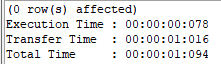 (0 row(s) affected)
Execution Time : 00:00:00:078
Transfer Time  : 00:00:01:016
Total Time     : 00:00:01:094